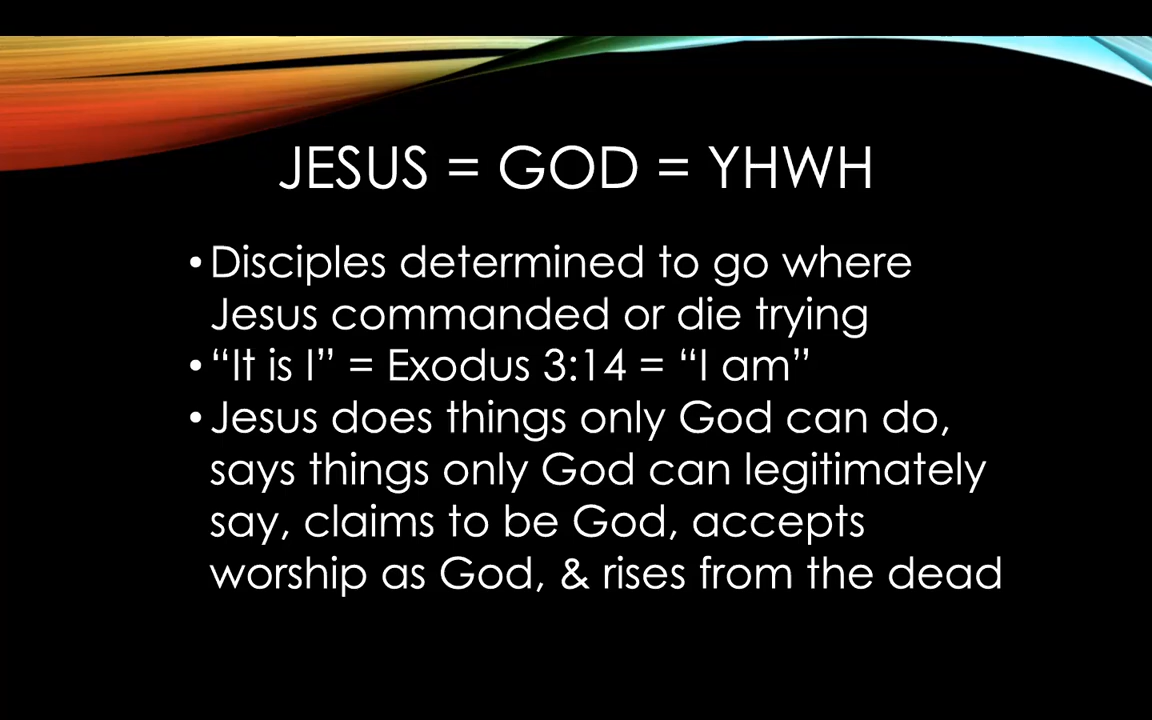 JESUS = GOD = YHWH
•Disciples determined to go where
Jesus commanded or die trying
•“It is I” = Exodus 3:14 = “I am”
•Jesus does things only God can do,
says things only God can legitimately
say, claims to be God, accepts
worship as God, & rises from the dead